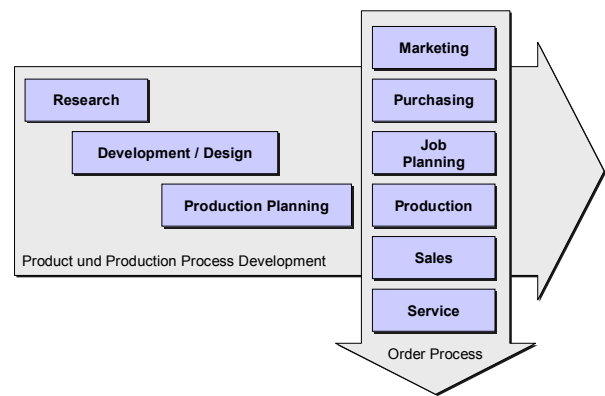 Marketing
Research
Purchasing
Development / Design
Job
Planning
Production Planning
Production
Product und Production Process Development
Sales
Service
Order Process